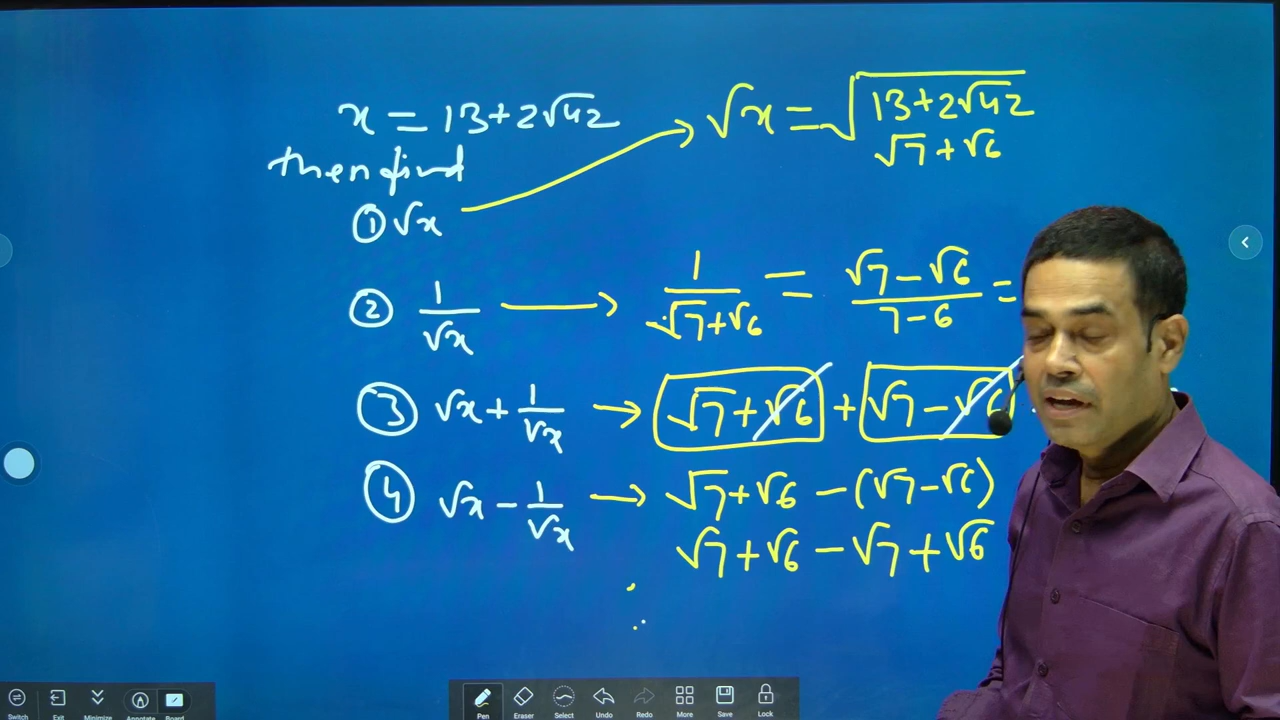 x = 13+2√42
then find
① √x → √x = √(13+2√42)
√7+√6
② 1/√x → 1/(√7+√6) = (√7-√6)/(7-6) =
③ √x + 1/√x → √7+√6 + √7-√6
④ √x - 1/√x → √7+√6 -(√7-√6)
√7+√6-√7+√6
Switch Exit Minimize Annotate Board Pen Eraser Select Undo Redo More Save Lock